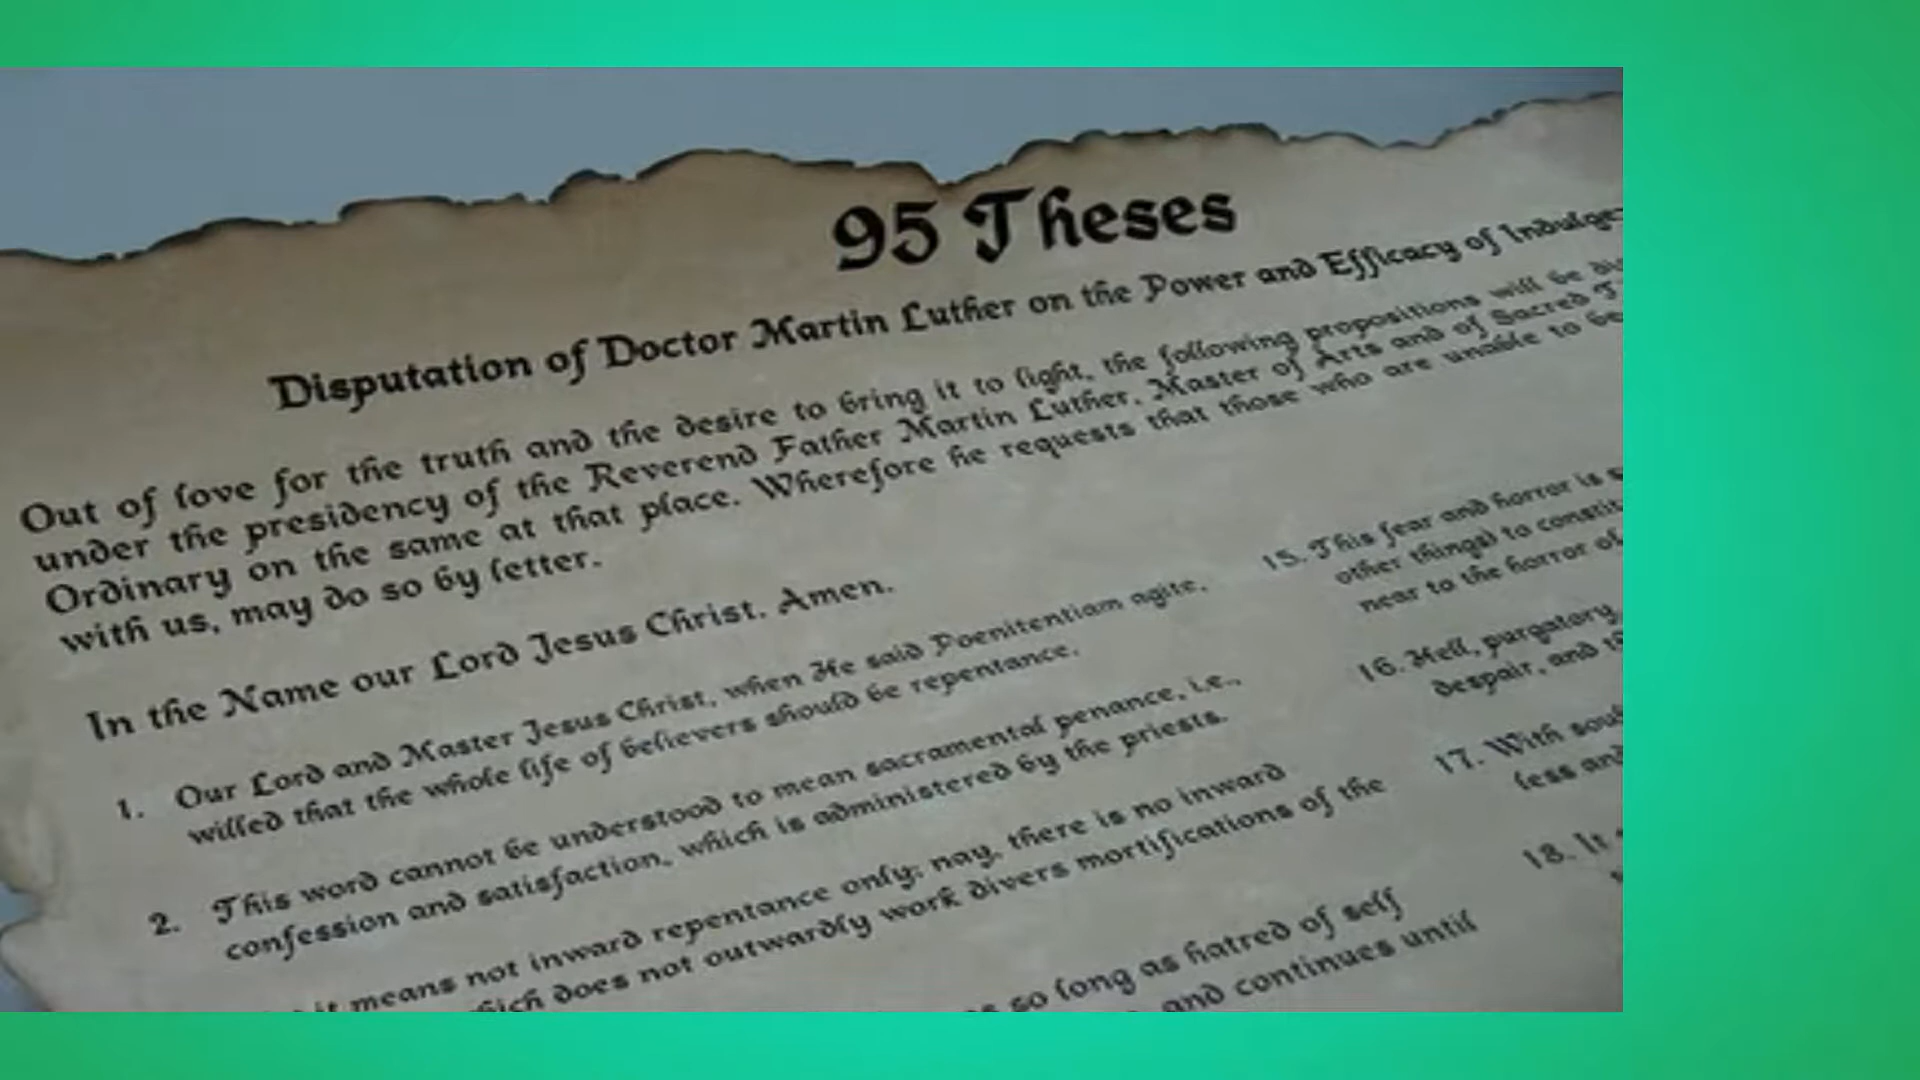 95 Theses
Disputation of Doctor Martin Luther on the Power and Efficacy of
Out of love for the truth and the desire to bring it to light, the following propositions will be
under the presidency of the Reverend Father Martin Luther, Master of Arts and of Sacred
Ordinary on the same at that place. Wherefore he requests that those who are unable to
with us, may do so by letter.
In the Name our Lord Jesus Christ. Amen.
1. Our Lord and Master Jesus Christ, when He said Poenitentiam agite,
willed that the whole life of believers should be repentance.
2. This word cannot be understood to mean sacramental penance, i.e.,
confession and satisfaction, which is administered by the priests.
it means not inward repentance only; nay, there is no inward
which does not outwardly work divers mortifications of the
so long as hatred of self
and continues until
15. This fear and horror is
other things) to
near to the horror of
16. Hell, purgatory,
despair, and
17. With
less and
18. It